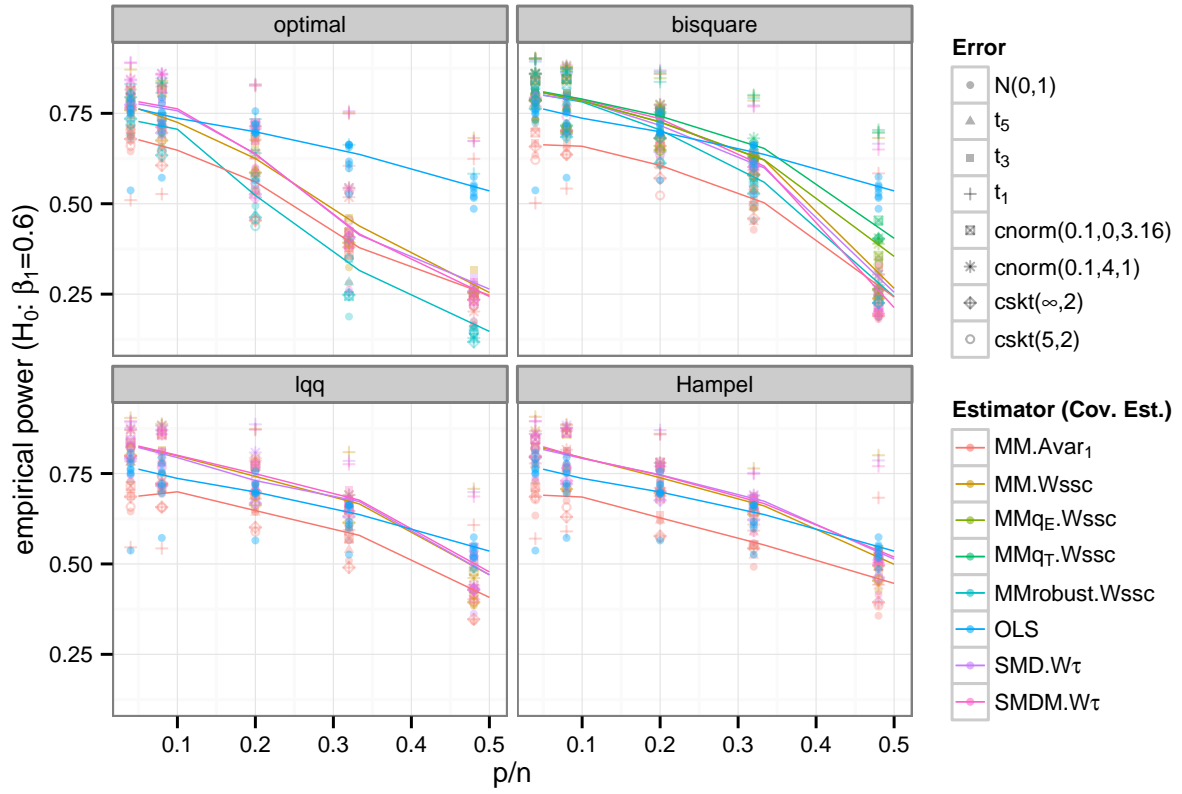 optimal
bisquare
lqq
Hampel
empirical power (H₀: β₁=0.6)
0.75
0.50
0.25
0.75
0.50
0.25
0.1 0.2 0.3 0.4 0.5
0.1 0.2 0.3 0.4 0.5
p/n
Error
N(0,1)
t₅
t₃
t₁
cnorm(0.1,0,3.16)
cnorm(0.1,4,1)
cskt(∞,2)
cskt(5,2)
Estimator (Cov. Est.)
MM.Avar₁
MM.Wssc
MMqE.Wssc
MMqT.Wssc
MMrobust.Wssc
OLS
SMD.Wτ
SMDM.Wτ